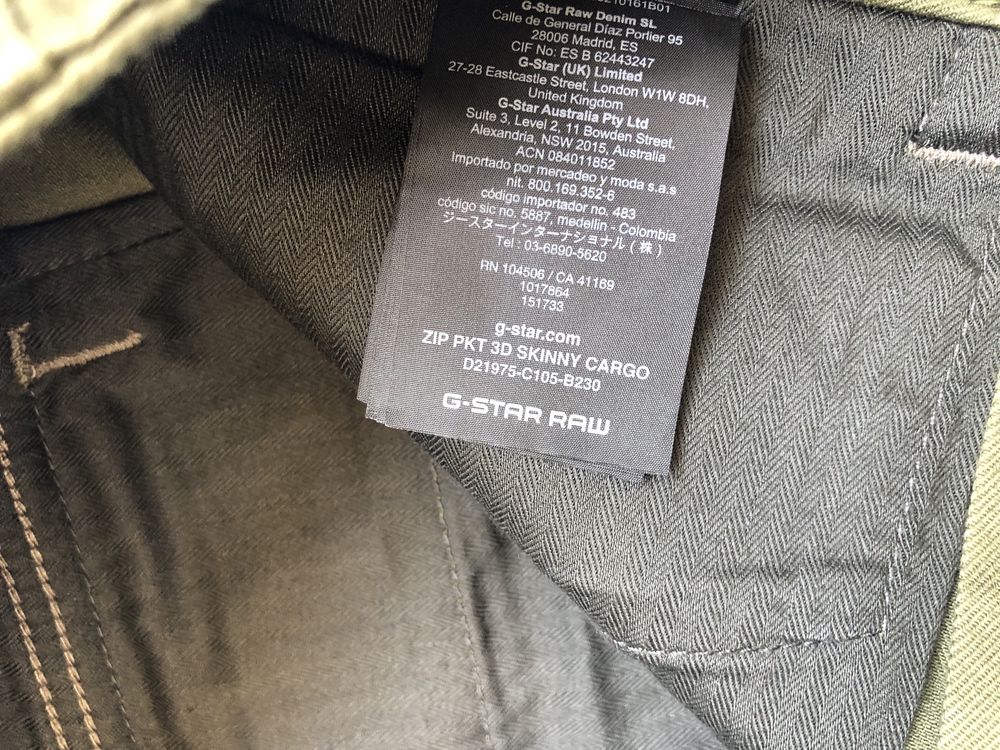 G-Star Raw Denim SL
Calle de General Díaz Porlier 95
28006 Madrid, ES
CIF No: ES B 62443247
G-Star (UK) Limited
27-28 Eastcastle Street, London W1W 8DH,
United Kingdom
G-Star Australia Pty Ltd
Suite 3, Level 2, 11 Bowden Street,
Alexandria, NSW 2015, Australia
ACN 084011852
Importado por mercadeo y moda s.a.s
nit. 800.169.352-6
código importador no. 483
código sic no. 5887, medellin - Colombia
ジースターインターナショナル(株)
Tel : 03-6890-5620
RN 104506 / CA 41169
1017864
151733
g-star.com
ZIP PKT 3D SKINNY CARGO
D21975-C105-B230
G-STAR RAW